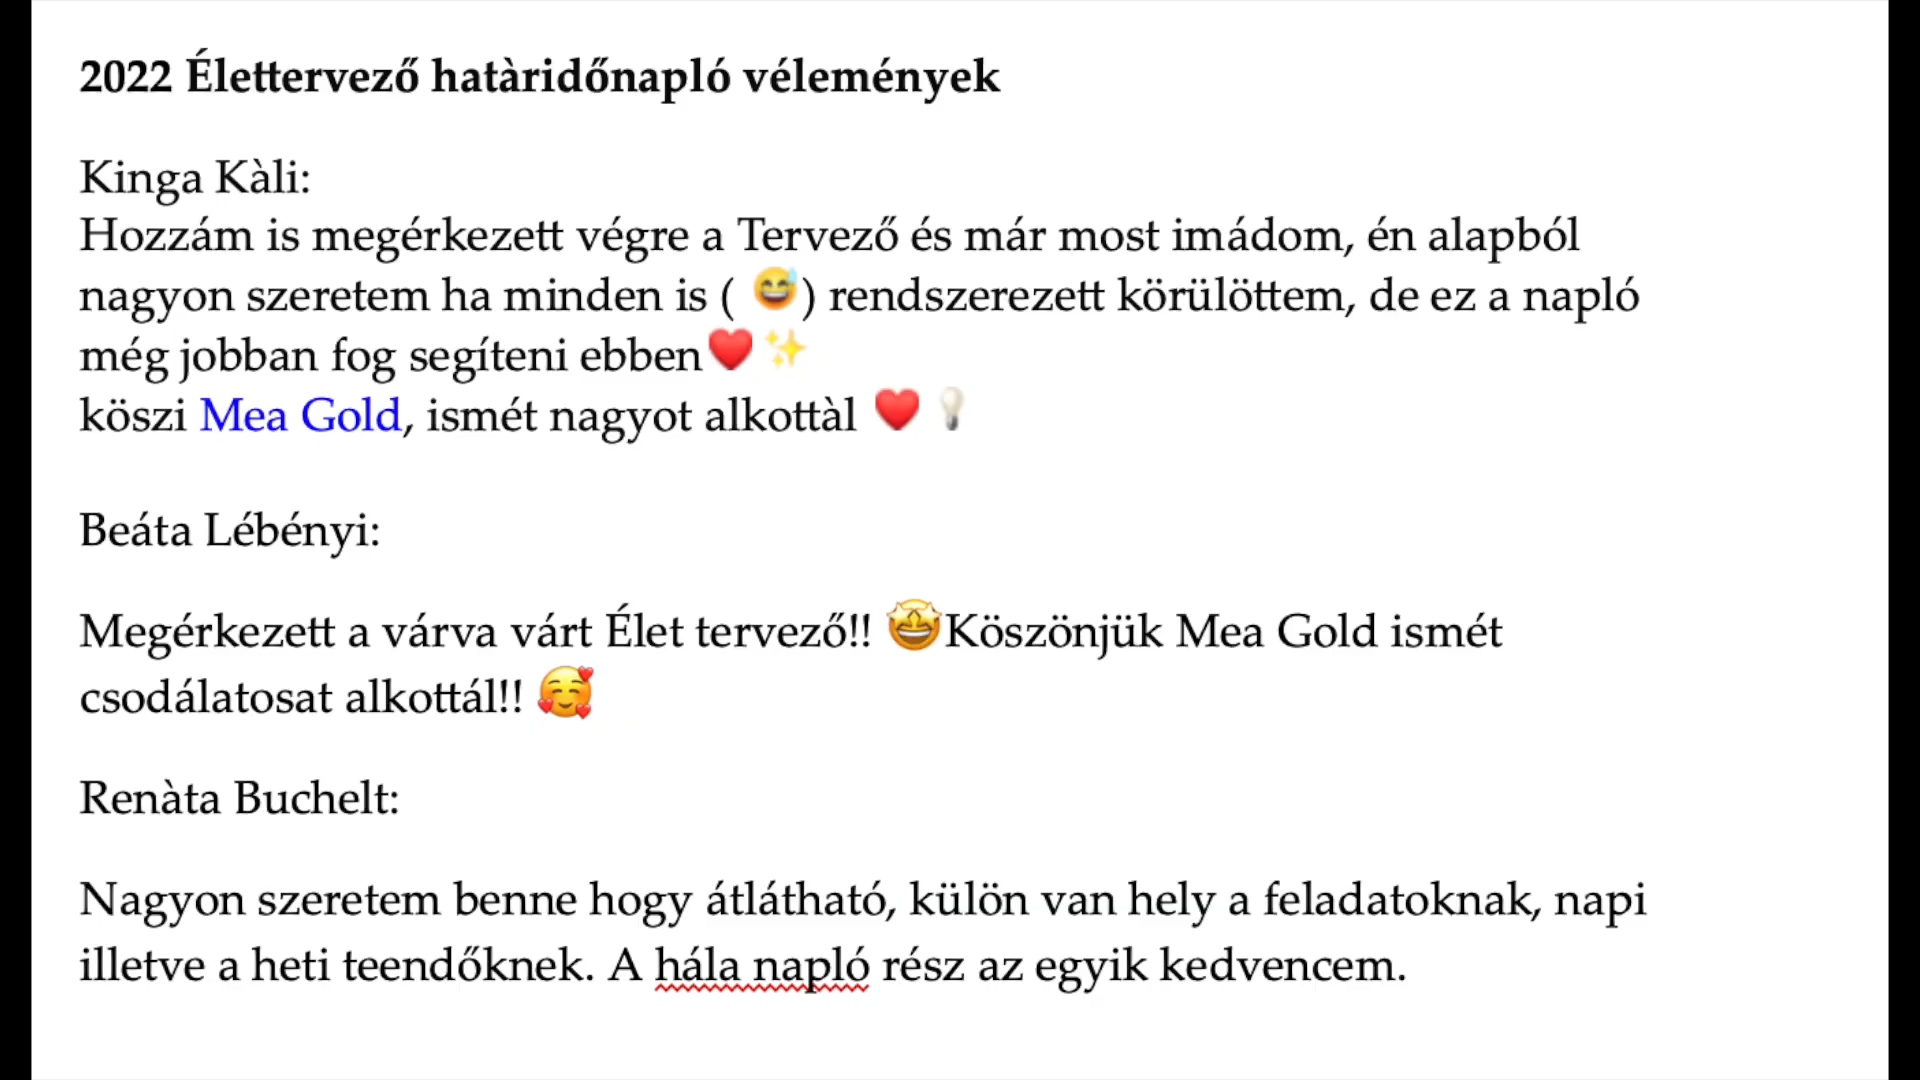 2022 Élettervező hatàridőnapló vélemények
Kinga Kàli:
Hozzám is megérkezett végre a Tervező és már most imádom, én alapból
nagyon szeretem ha minden is ( 😅) rendszerezett körülöttem, de ez a napló
még jobban fog segíteni ebben❤️ ✨
köszi Mea Gold, ismét nagyot alkottàl ❤️ 💡
Beáta Lébényi:
Megérkezett a várva várt Élet tervező!! 🤩Köszönjük Mea Gold ismét
csodálatosat alkottál!! 🥰
Renàta Buchelt:
Nagyon szeretem benne hogy átlátható, külön van hely a feladatoknak, napi
illetve a heti teendőknek. A hála napló rész az egyik kedvencem.